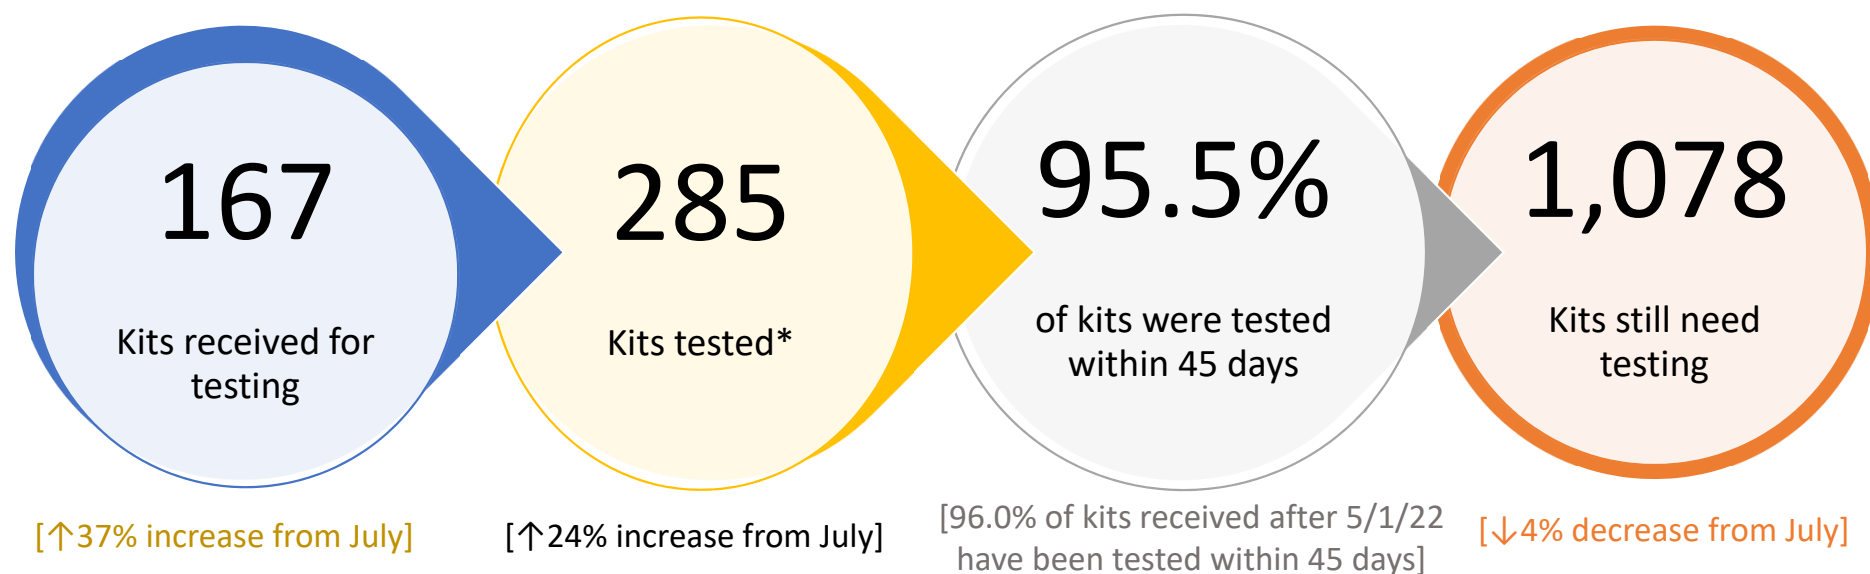 167
Kits received for
testing
[↑37% increase from July]
285
Kits tested*
[↑24% increase from July]
95.5%
of kits were tested
within 45 days
[96.0% of kits received after 5/1/22
have been tested within 45 days]
1,078
Kits still need
testing
[↓4% decrease from July]